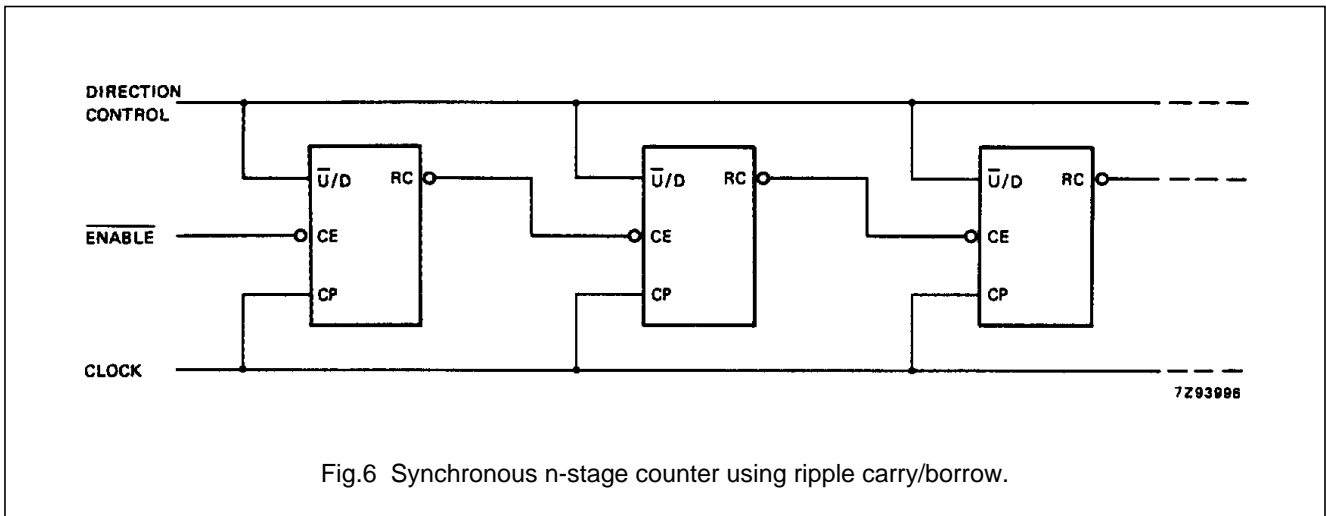 DIRECTION
CONTROL
U̅/D RC
U̅/D RC
U̅/D RC
E̅N̅A̅B̅L̅E̅
CE
CE
CE
CP
CP
CP
CLOCK
7Z93996
Fig.6 Synchronous n-stage counter using ripple carry/borrow.